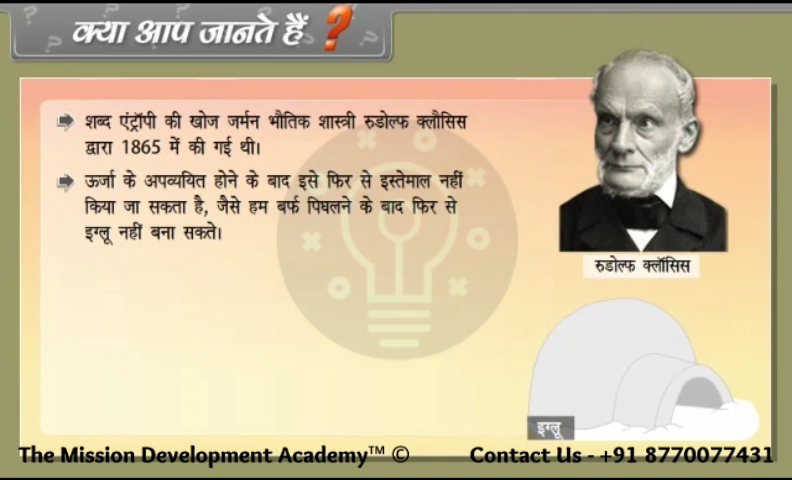 क्या आप जानते हैं ?
शब्द एंट्रॉपी की खोज जर्मन भौतिक शास्त्री रुडोल्फ क्लौसिस
द्वारा 1865 में की गई थी।
ऊर्जा के अपव्ययित होने के बाद इसे फिर से इस्तेमाल नहीं
किया जा सकता है, जैसे हम बर्फ पिघलने के बाद फिर से
इग्लू नहीं बना सकते।
रुडोल्फ क्लॉसिस
इग्लू
The Mission Development Academy™ © Contact Us - +91 8770077431